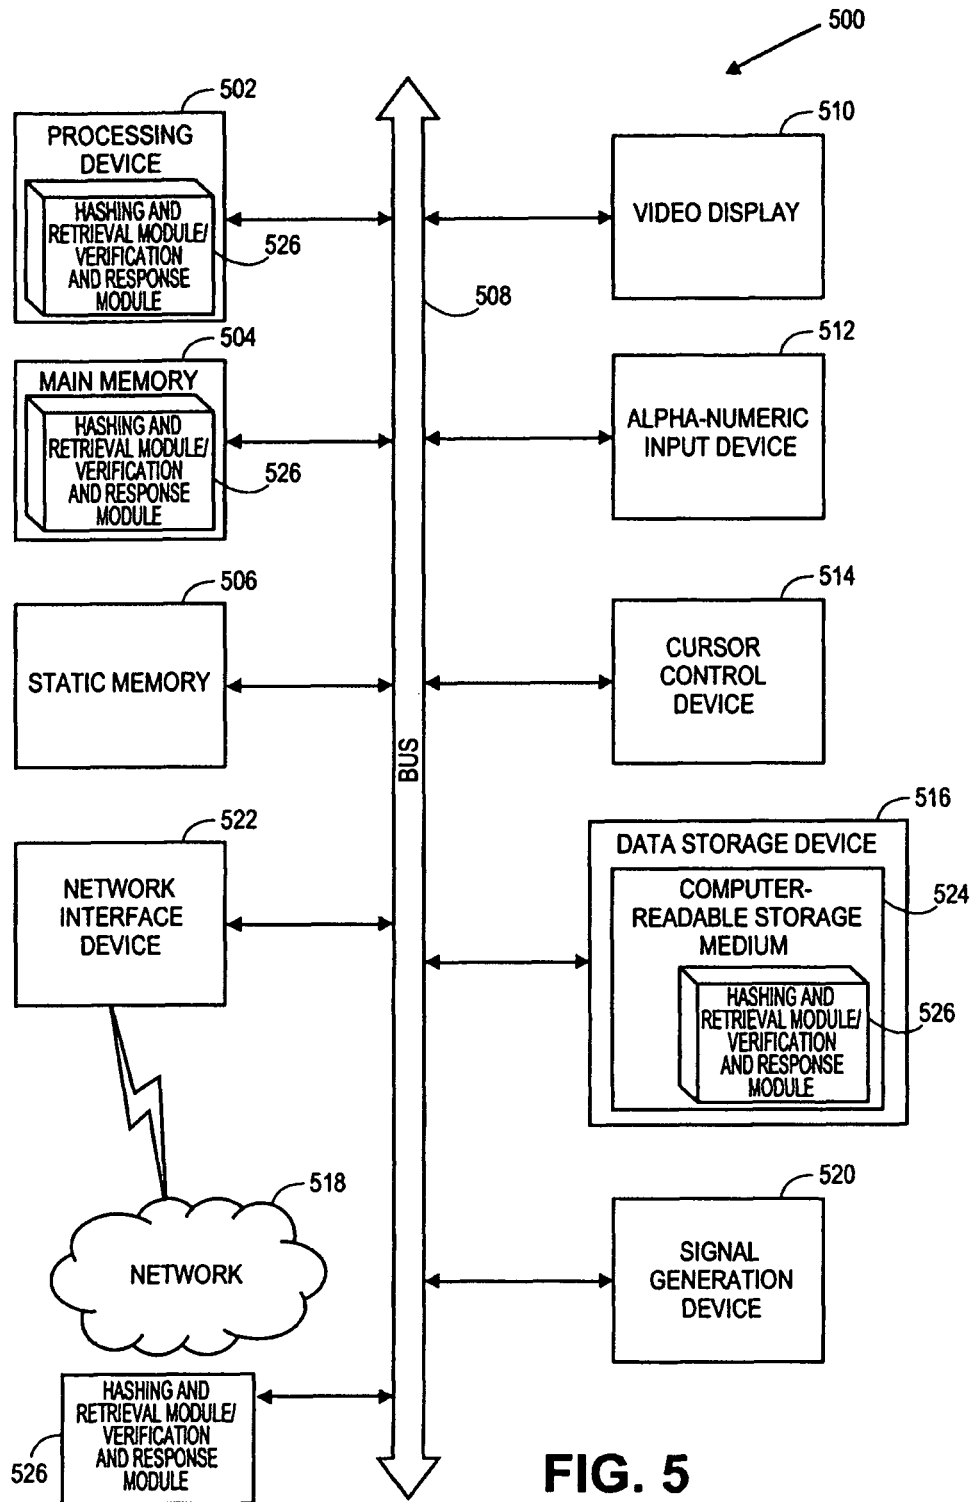 500
502
PROCESSING
DEVICE
HASHING AND
RETRIEVAL MODULE/
VERIFICATION
AND RESPONSE
MODULE
526
504
MAIN MEMORY
HASHING AND
RETRIEVAL MODULE/
VERIFICATION
AND RESPONSE
MODULE
526
506
STATIC MEMORY
522
NETWORK
INTERFACE
DEVICE
518
NETWORK
HASHING AND
RETRIEVAL MODULE/
VERIFICATION
AND RESPONSE
MODULE
526
508
BUS
510
VIDEO DISPLAY
512
ALPHA-NUMERIC
INPUT DEVICE
514
CURSOR
CONTROL
DEVICE
516
DATA STORAGE DEVICE
COMPUTER-
READABLE STORAGE
MEDIUM
524
HASHING AND
RETRIEVAL MODULE/
VERIFICATION
AND RESPONSE
MODULE
526
520
SIGNAL
GENERATION
DEVICE
FIG. 5